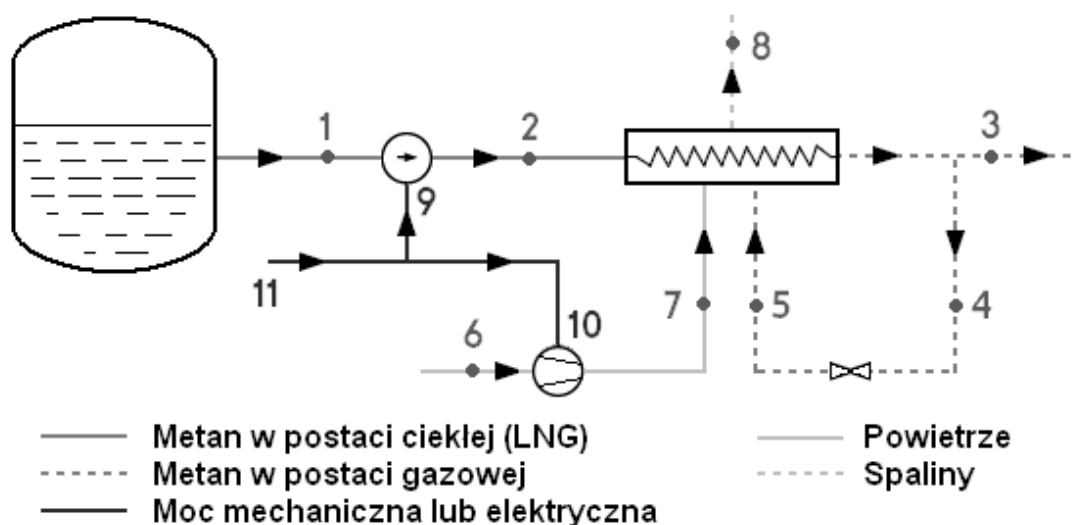 8
1
2
3
9
11
10
7
5
4
6
Metan w postaci ciekłej (LNG)
Powietrze
Metan w postaci gazowej
Spaliny
Moc mechaniczna lub elektryczna